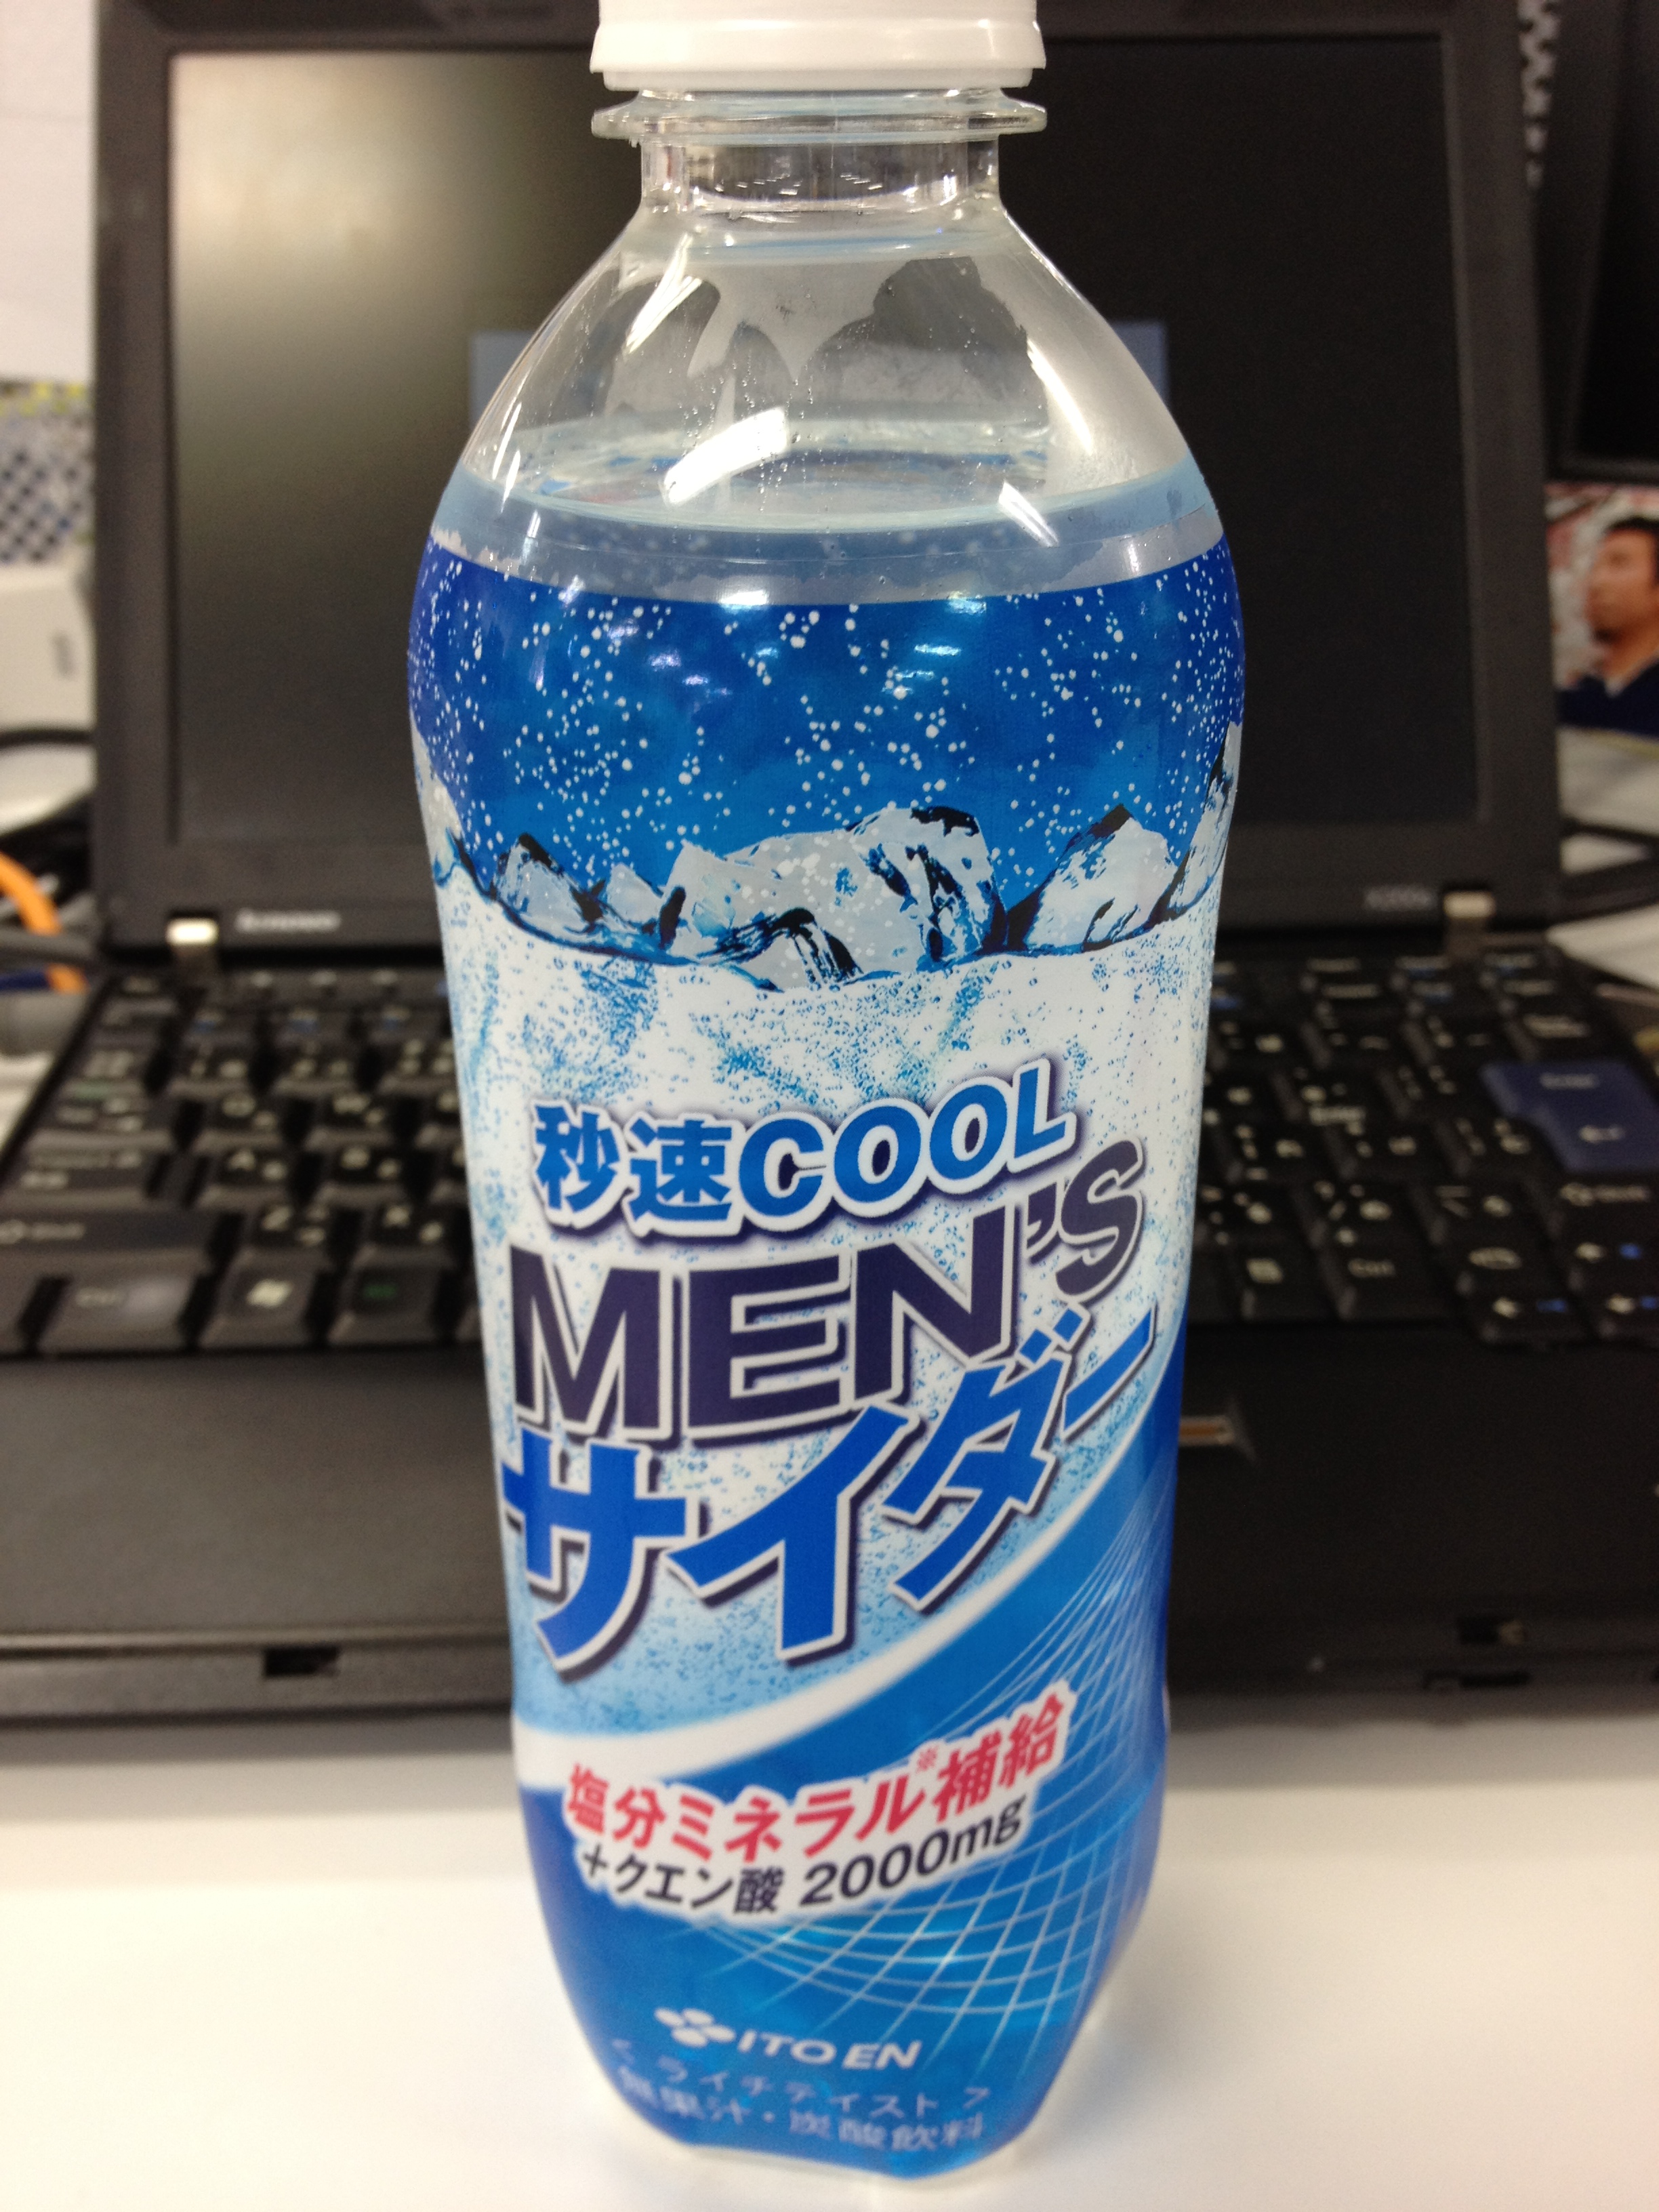 lenovo
秒速COOL
MEN'S
サイダー
塩分ミネラル※補給
+クエン酸 2000mg
ITO EN
<ライチテイスト>
無果汁・炭酸飲料